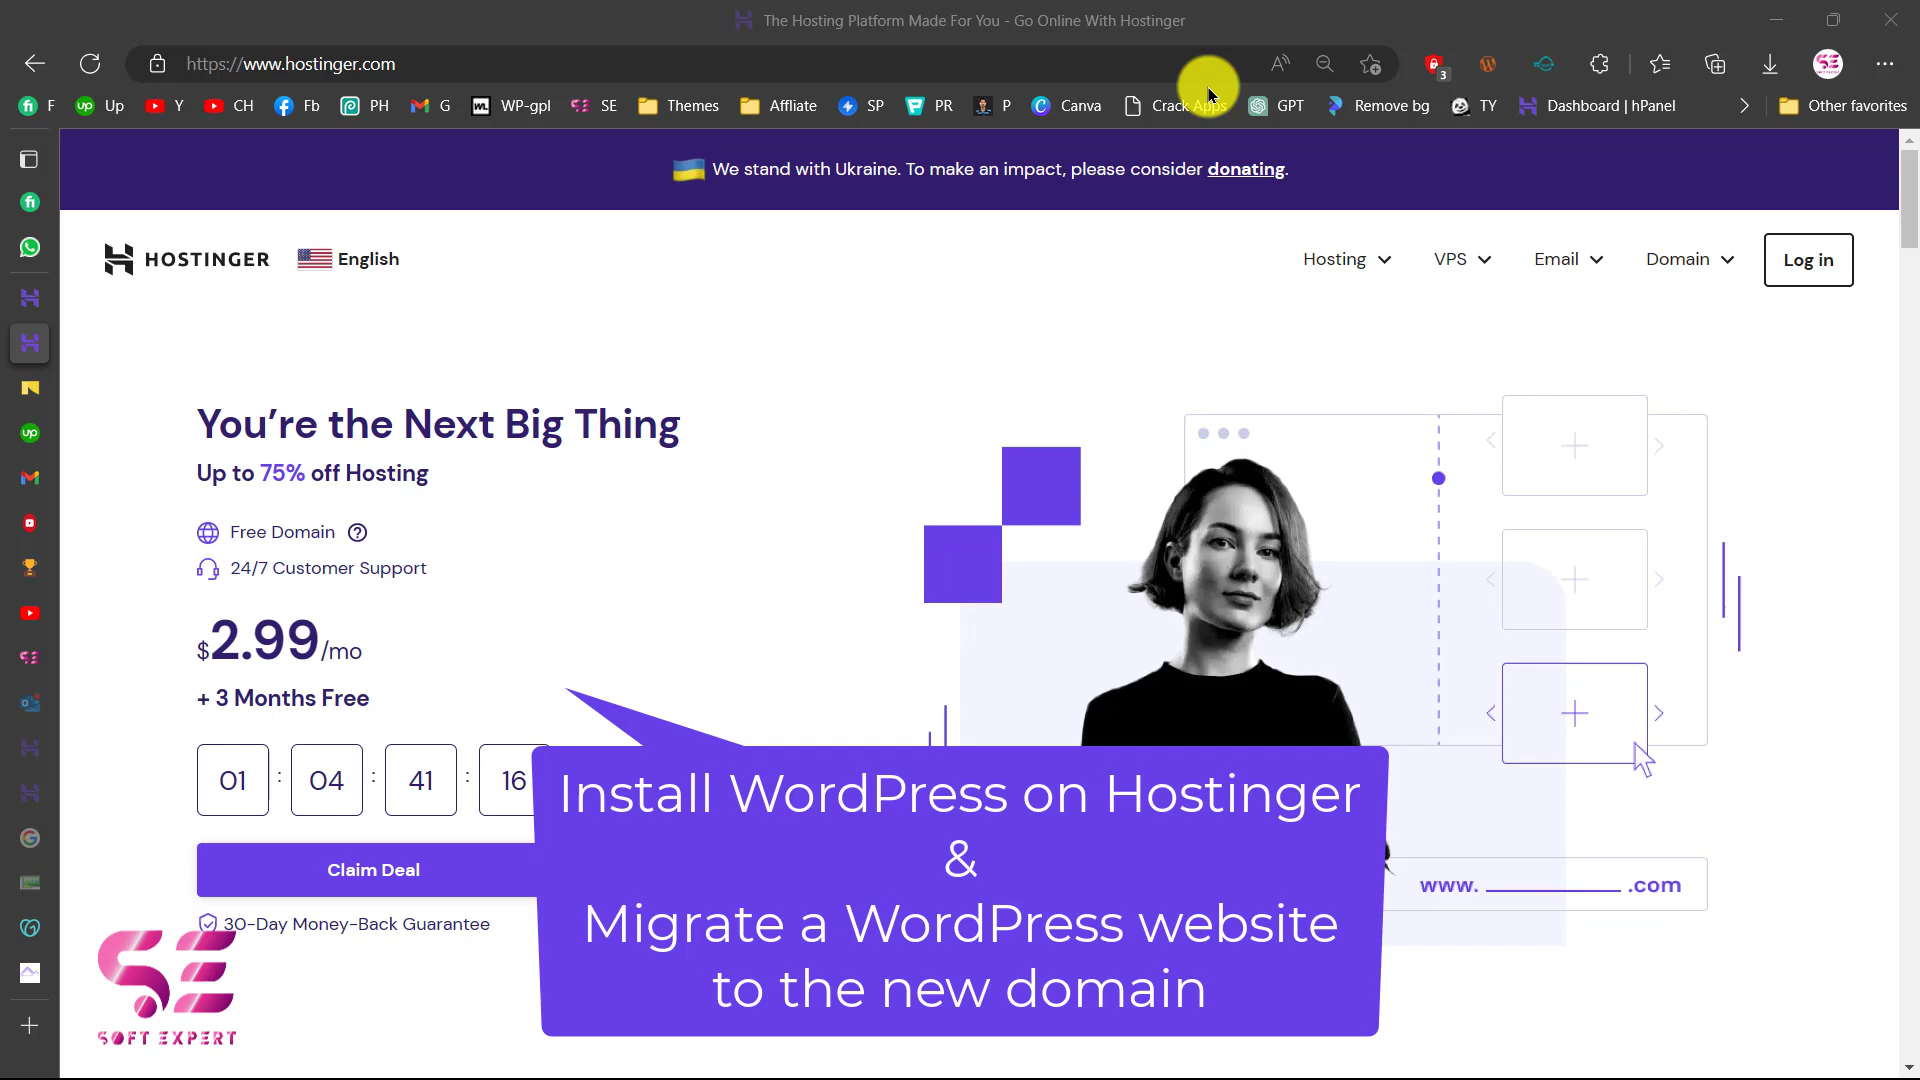 The Hosting Platform Made For You - Go Online With Hostinger
https://www.hostinger.com
3
F
Up
Y
CH
Fb
PH
G
WP-gpl
SE
Themes
Affliate
SP
PR
P
Canva
Crack Apps
GPT
Remove bg
TY
Dashboard | hPanel
Other favorites
We stand with Ukraine. To make an impact, please consider donating.
HOSTINGER
English
Hosting
VPS
Email
Domain
Log in
You’re the Next Big Thing
Up to 75% off Hosting
Free Domain
24/7 Customer Support
$2.99/mo
+ 3 Months Free
01 : 04 : 41 : 16
Claim Deal
30-Day Money-Back Guarantee
www. .com
Install WordPress on Hostinger
&
Migrate a WordPress website
to the new domain
SE
SOFT EXPERT